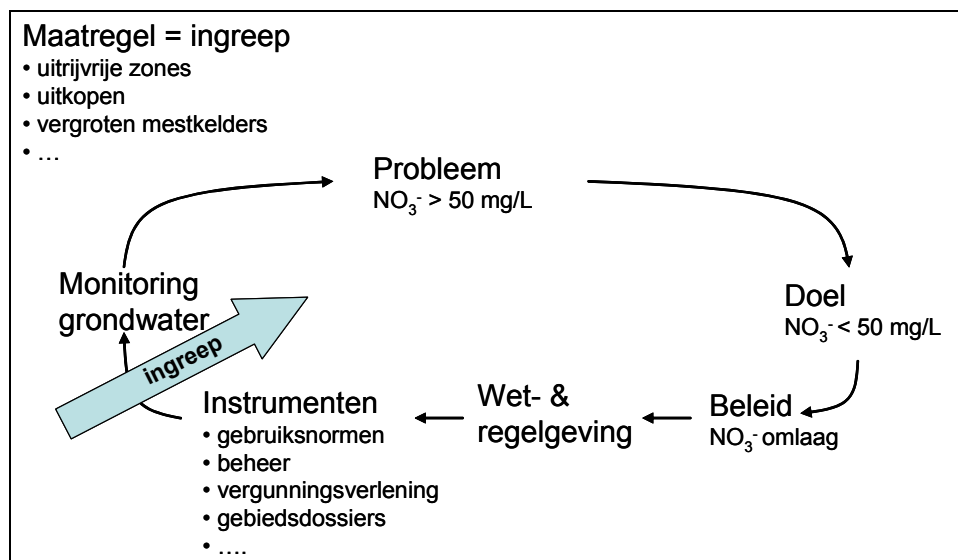 Maatregel = ingreep
• uitrijvrije zones
• uitkopen
• vergroten mestkelders
• …
Probleem
NO₃⁻ > 50 mg/L
Monitoring
grondwater
Doel
NO₃⁻ < 50 mg/L
ingreep
Instrumenten
• gebruiksnormen
• beheer
• vergunningsverlening
• gebiedsdossiers
• ….
Wet- &
regelgeving
Beleid
NO₃⁻ omlaag